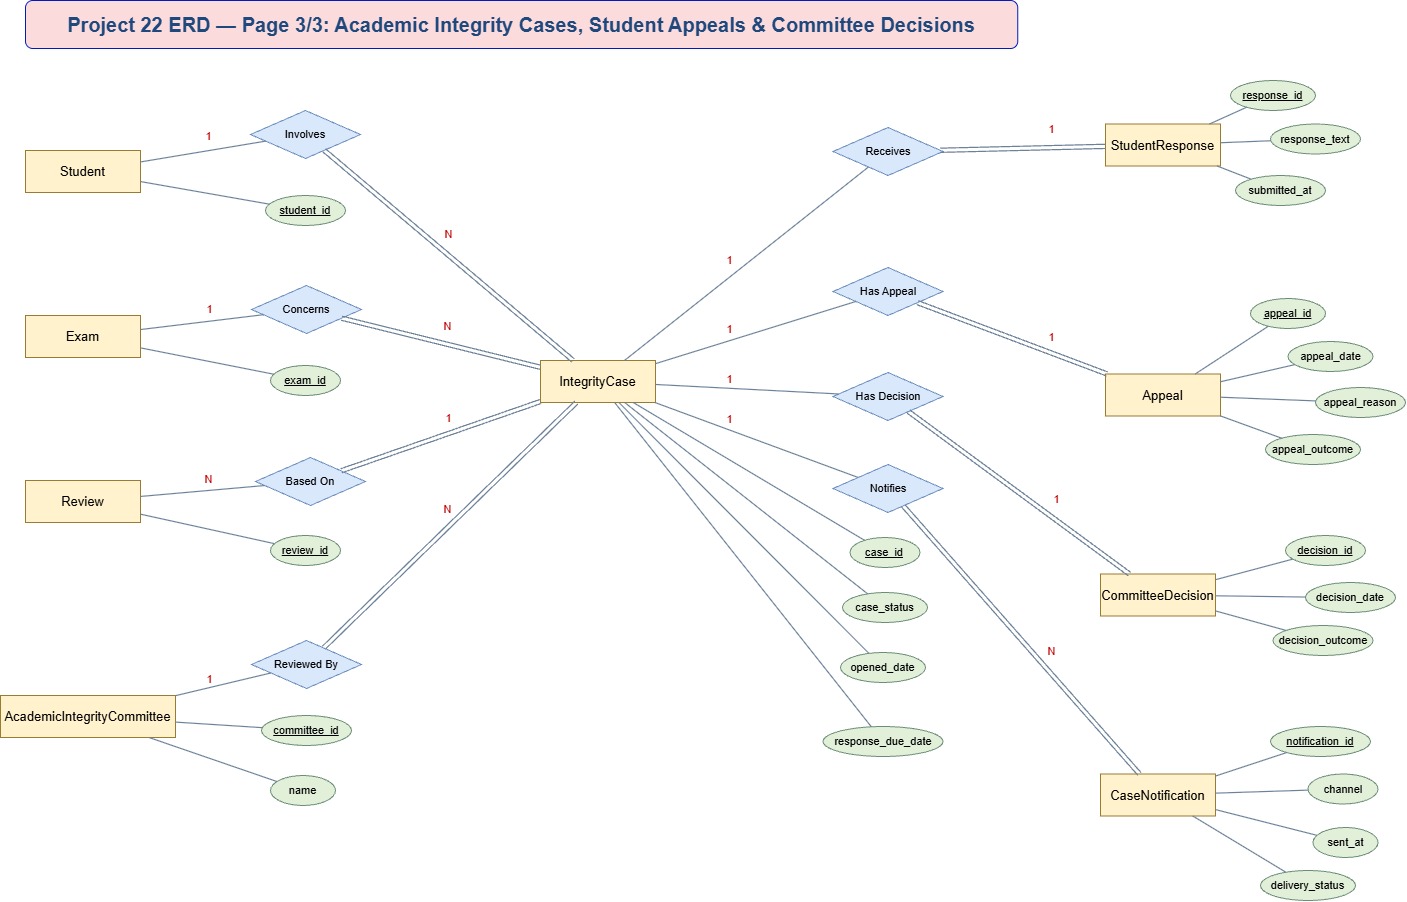 Project 22 ERD — Page 3/3: Academic Integrity Cases, Student Appeals & Committee Decisions
Student
1
Involves
student_id
N
Exam
1
Concerns
exam_id
N
Review
N
Based On
review_id
1
AcademicIntegrityCommittee
1
Reviewed By
committee_id
name
N
IntegrityCase
case_id
case_status
opened_date
response_due_date
1
Receives
1
StudentResponse
response_id
response_text
submitted_at
1
Has Appeal
1
Appeal
appeal_id
appeal_date
appeal_reason
appeal_outcome
1
Has Decision
1
CommitteeDecision
decision_id
decision_date
decision_outcome
1
Notifies
N
CaseNotification
notification_id
channel
sent_at
delivery_status